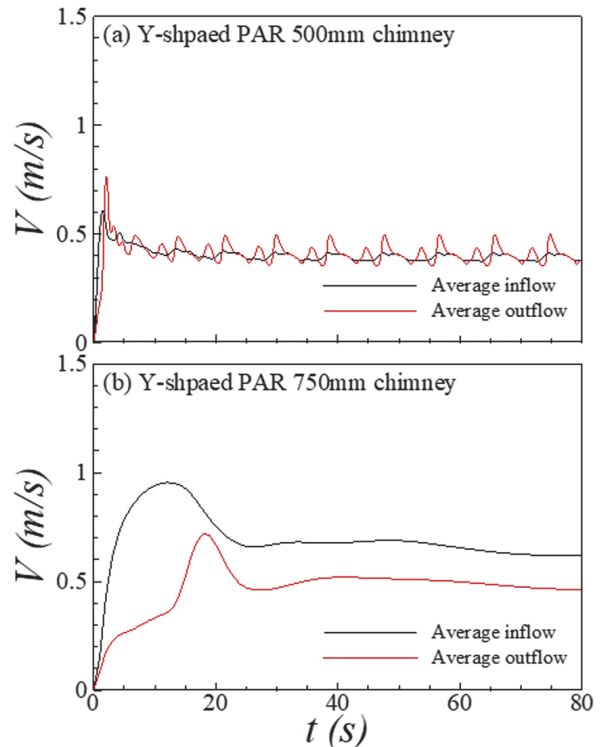 1.5
(a) Y-shpaed PAR 500mm chimney
1
V (m/s)
0.5
Average inflow
Average outflow
0
1.5
(b) Y-shpaed PAR 750mm chimney
1
V (m/s)
0.5
Average inflow
Average outflow
0
0 20 40 60 80
t (s)